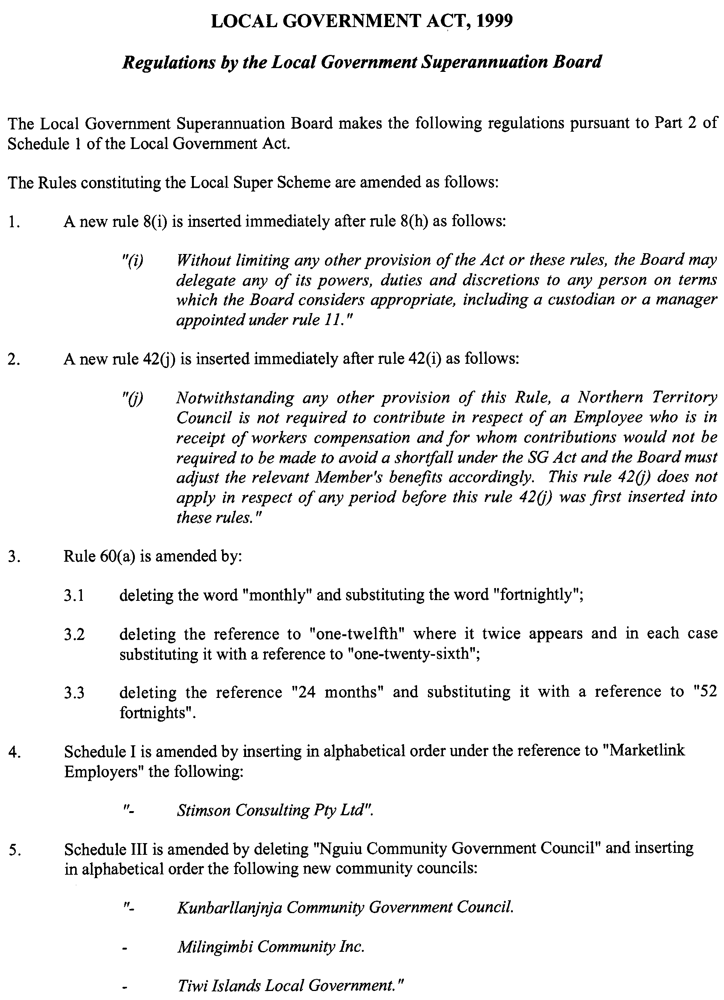 LOCAL GOVERNMENT ACT, 1999
Regulations by the Local Government Superannuation Board
The Local Government Superannuation Board makes the following regulations pursuant to Part 2 of
Schedule 1 of the Local Government Act.
The Rules constituting the Local Super Scheme are amended as follows:
1. A new rule 8(i) is inserted immediately after rule 8(h) as follows:
"(i) Without limiting any other provision of the Act or these rules, the Board may
delegate any of its powers, duties and discretions to any person on terms
which the Board considers appropriate, including a custodian or a manager
appointed under rule 11."
2. A new rule 42(j) is inserted immediately after rule 42(i) as follows:
"(j) Notwithstanding any other provision of this Rule, a Northern Territory
Council is not required to contribute in respect of an Employee who is in
receipt of workers compensation and for whom contributions would not be
required to be made to avoid a shortfall under the SG Act and the Board must
adjust the relevant Member's benefits accordingly. This rule 42(j) does not
apply in respect of any period before this rule 42(j) was first inserted into
these rules."
3. Rule 60(a) is amended by:
3.1 deleting the word "monthly" and substituting the word "fortnightly";
3.2 deleting the reference to "one-twelfth" where it twice appears and in each case
substituting it with a reference to "one-twenty-sixth";
3.3 deleting the reference "24 months" and substituting it with a reference to "52
fortnights".
4. Schedule I is amended by inserting in alphabetical order under the reference to "Marketlink
Employers" the following:
"- Stimson Consulting Pty Ltd".
5. Schedule III is amended by deleting "Nguiu Community Government Council" and inserting
in alphabetical order the following new community councils:
"- Kunbarllanjnja Community Government Council.
- Milingimbi Community Inc.
- Tiwi Islands Local Government."